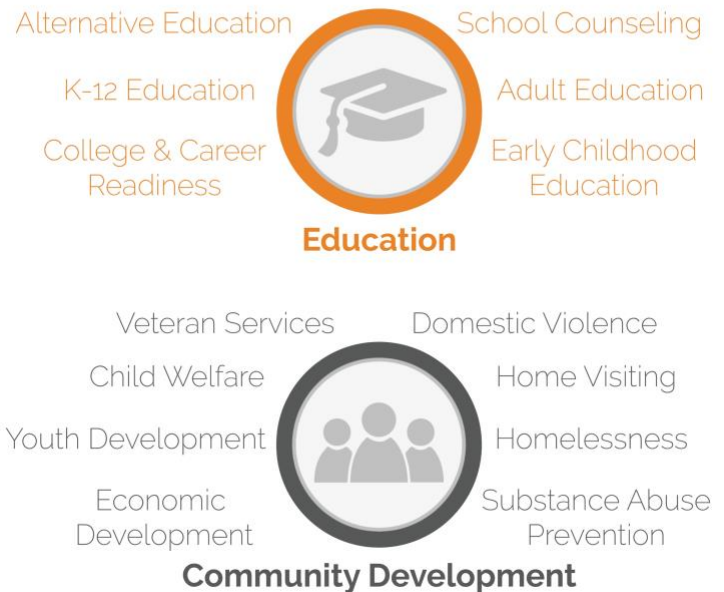 Alternative Education
School Counseling
K-12 Education
Adult Education
College & Career
Readiness
Early Childhood
Education
Education
Veteran Services
Domestic Violence
Child Welfare
Home Visiting
Youth Development
Homelessness
Economic
Development
Substance Abuse
Prevention
Community Development